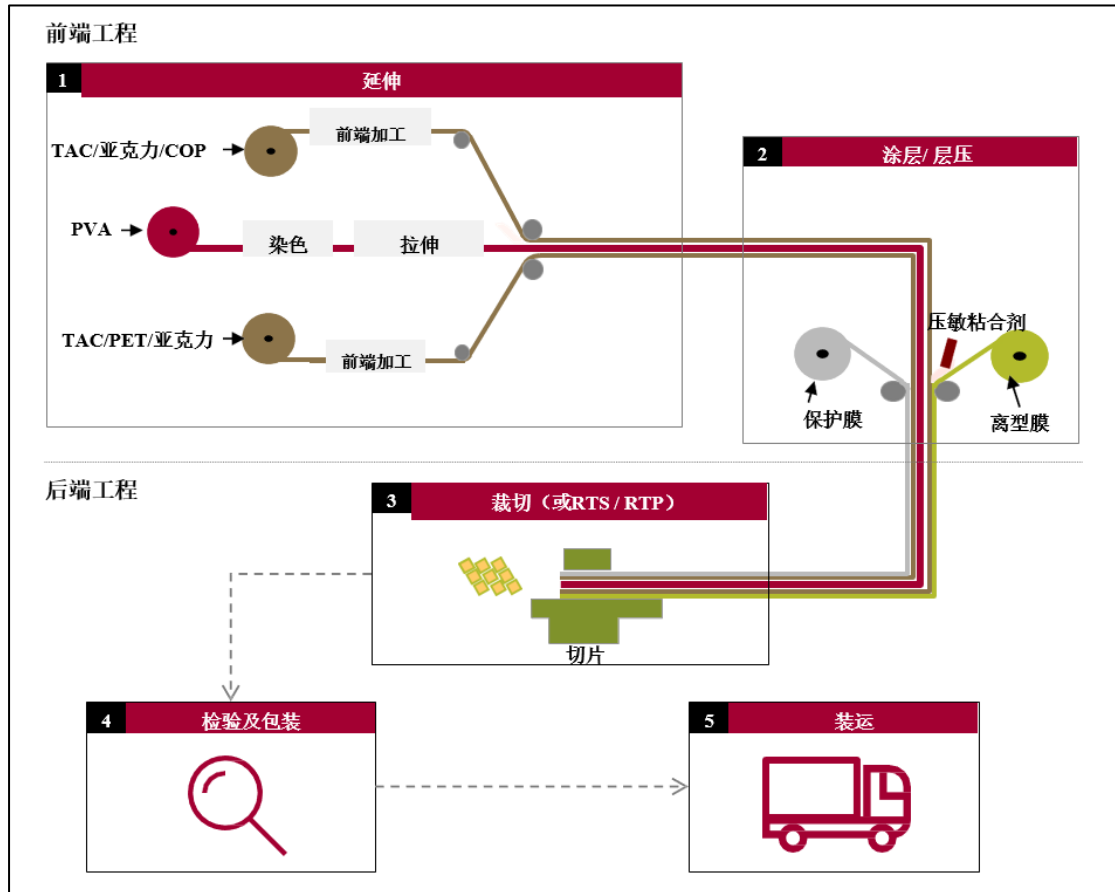 前端工程
1 延伸
TAC/亚克力/COP
前端加工
PVA
染色
拉伸
TAC/PET/亚克力
前端加工
2 涂层/ 层压
压敏粘合剂
保护膜
离型膜
后端工程
3 裁切（或RTS / RTP）
切片
4 检验及包装
5 装运